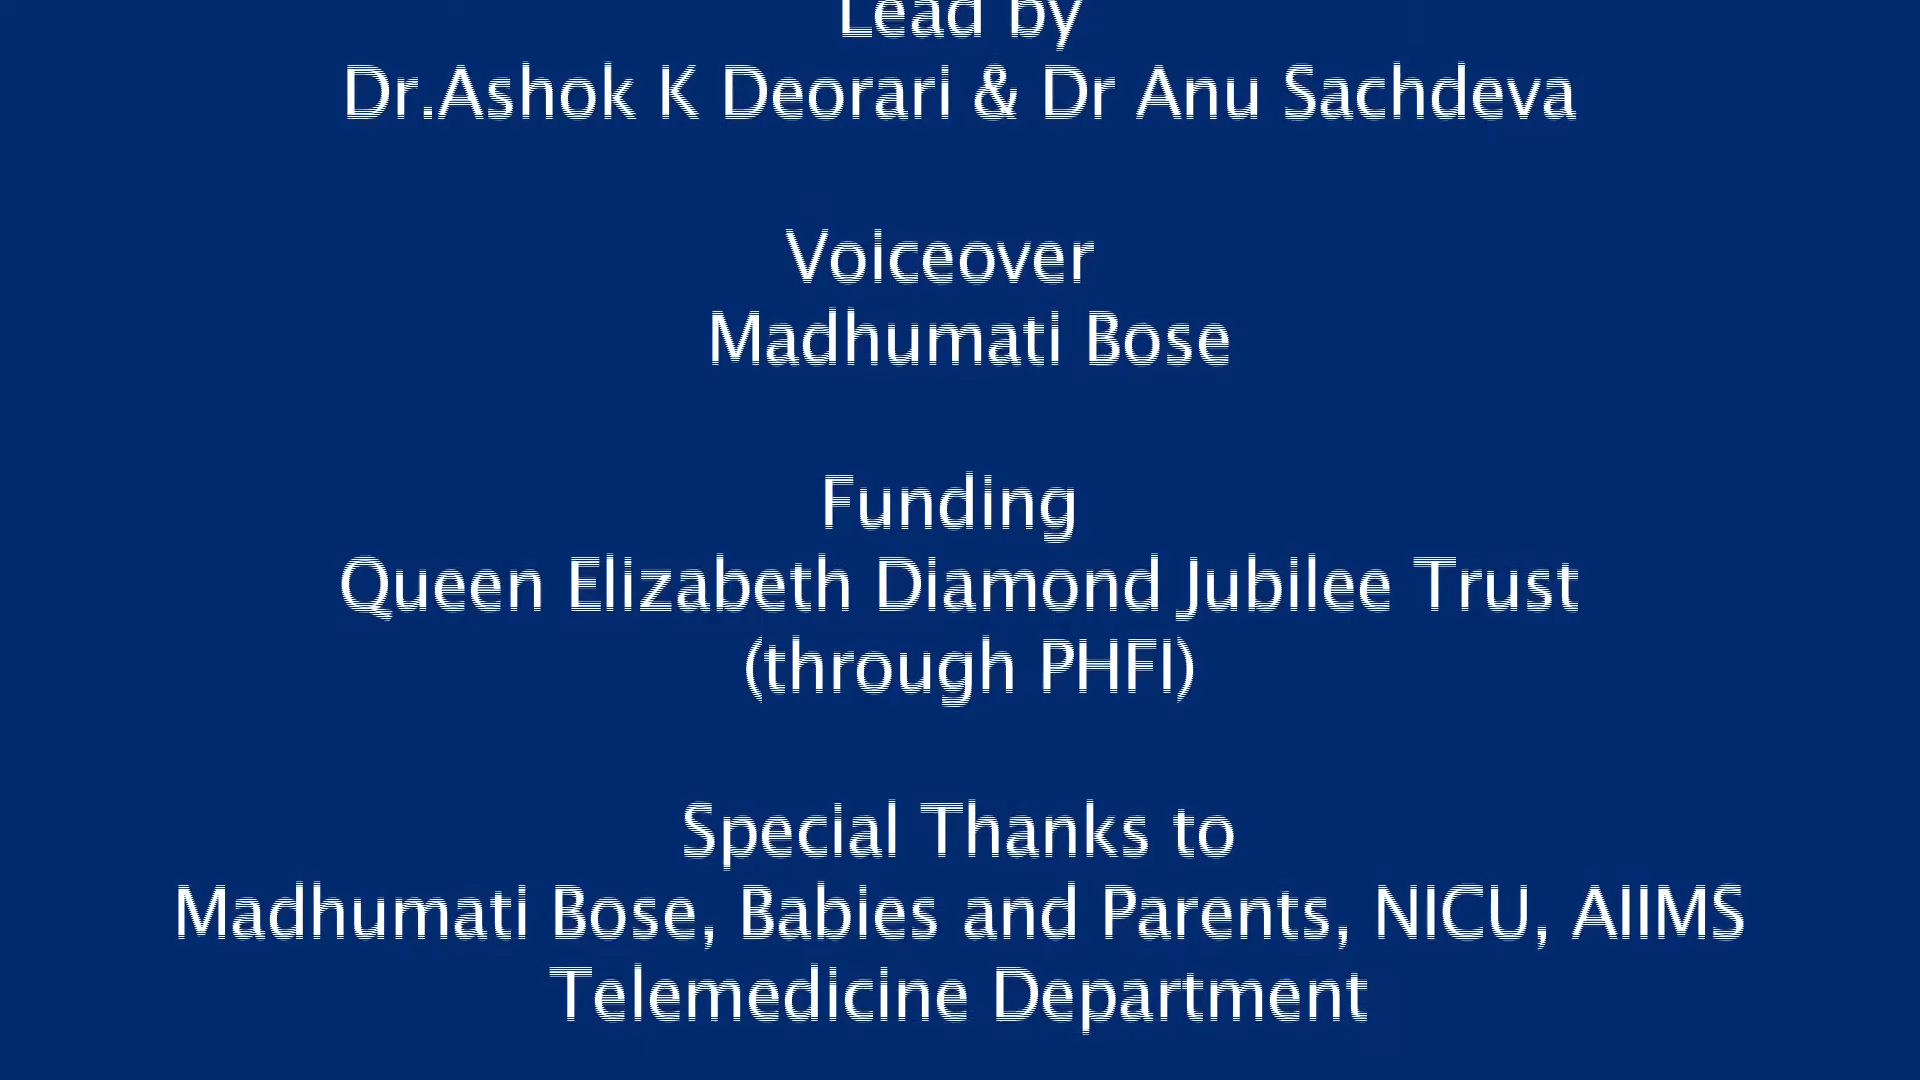 Lead by
Dr.Ashok K Deorari & Dr Anu Sachdeva
Voiceover
Madhumati Bose
Funding
Queen Elizabeth Diamond Jubilee Trust
(through PHFI)
Special Thanks to
Madhumati Bose, Babies and Parents, NICU, AIIMS
Telemedicine Department